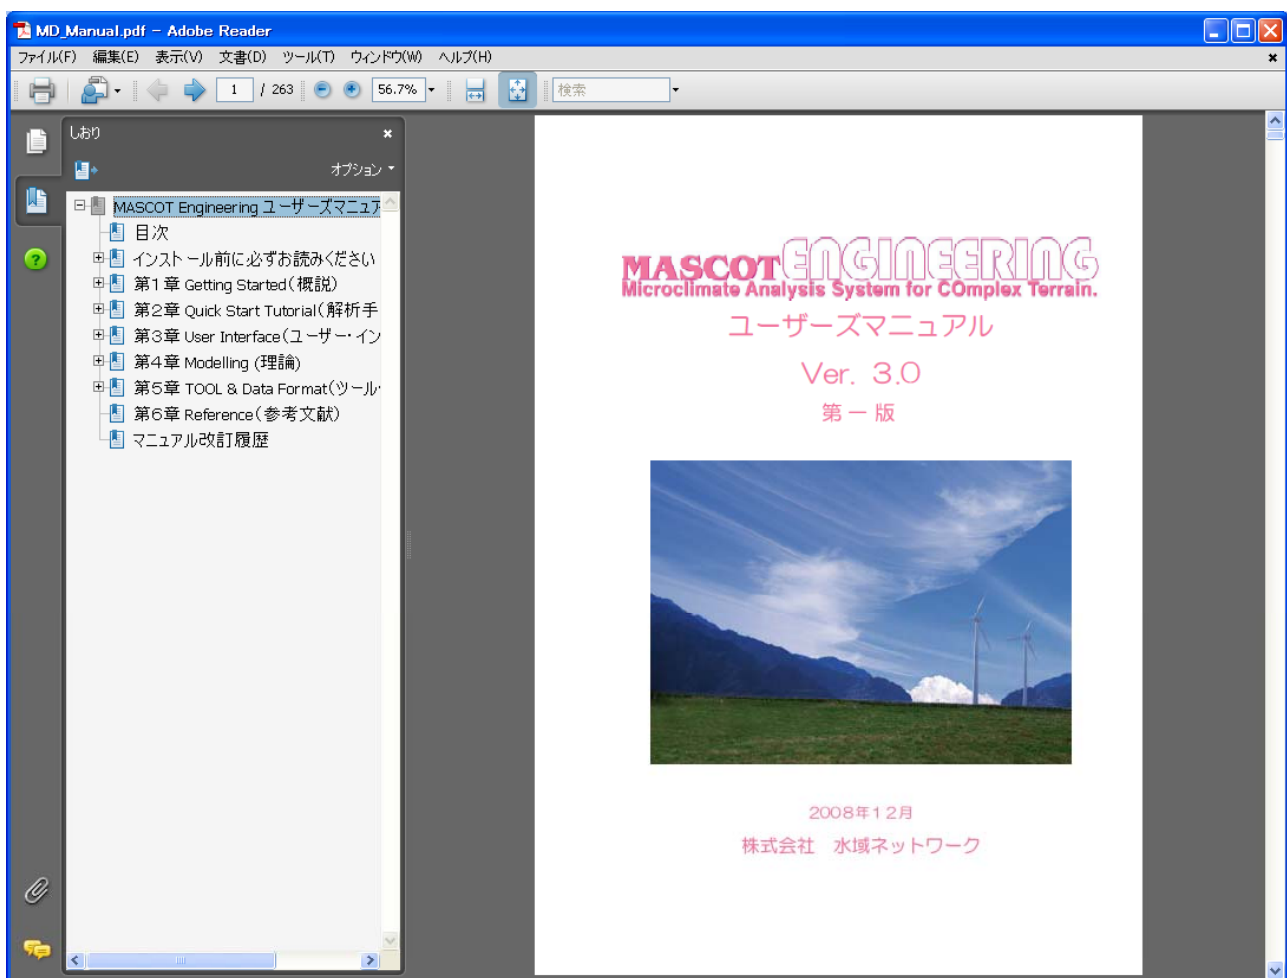 MD_Manual.pdf - Adobe Reader
ファイル(F) 編集(E) 表示(V) 文書(D) ツール(T) ウィンドウ(W) ヘルプ(H)
1 / 263 56.7% 検索
しおり
オプション
MASCOT Engineering ユーザーズマニュア
目次
インストール前に必ずお読みください
第1章 Getting Started(概説)
第2章 Quick Start Tutorial(解析手
第3章 User Interface(ユーザー・イン
第4章 Modelling (理論)
第5章 TOOL & Data Format(ツール・
第6章 Reference(参考文献)
マニュアル改訂履歴
MASCOT ENGINEERING
Microclimate Analysis System for COmplex Terrain.
ユーザーズマニュアル
Ver. 3.0
第一版
2008年12月
株式会社 水域ネットワーク